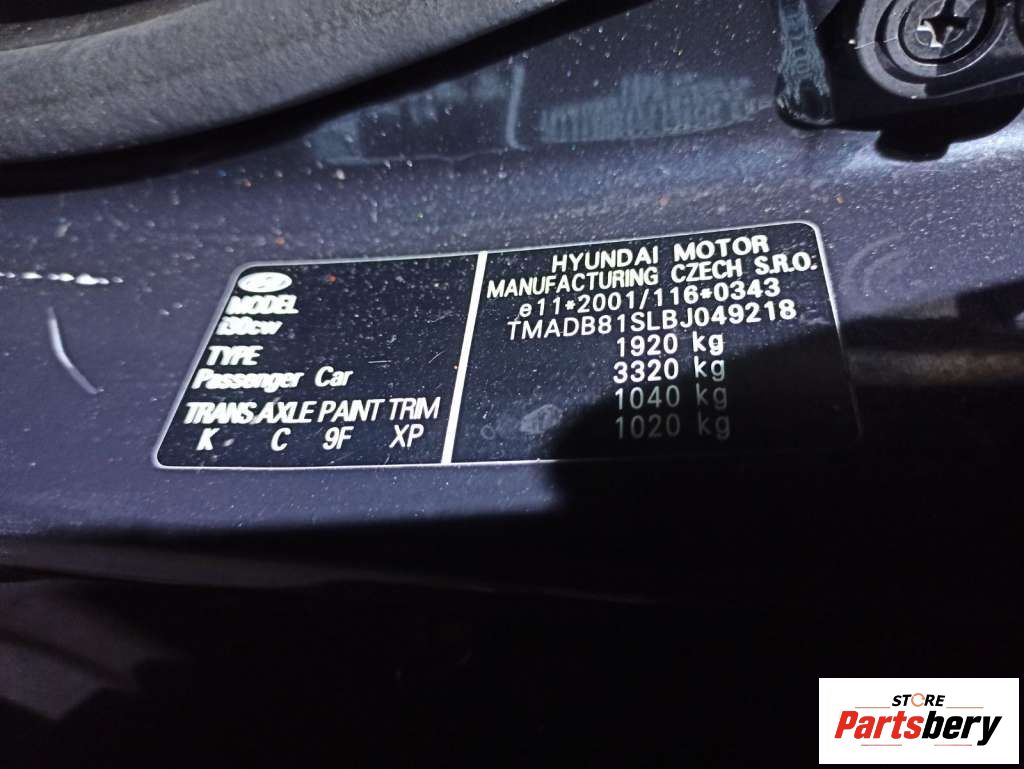 MODEL
i30cw
TYPE
Passenger Car
TRANS.AXLE PAINT TRIM
K C 9F XP
HYUNDAI MOTOR
MANUFACTURING CZECH S.R.O.
e11*2001/116*0343
TMADB81SLBJ049218
1920 kg
3320 kg
1040 kg
1020 kg
STORE
Partsbery